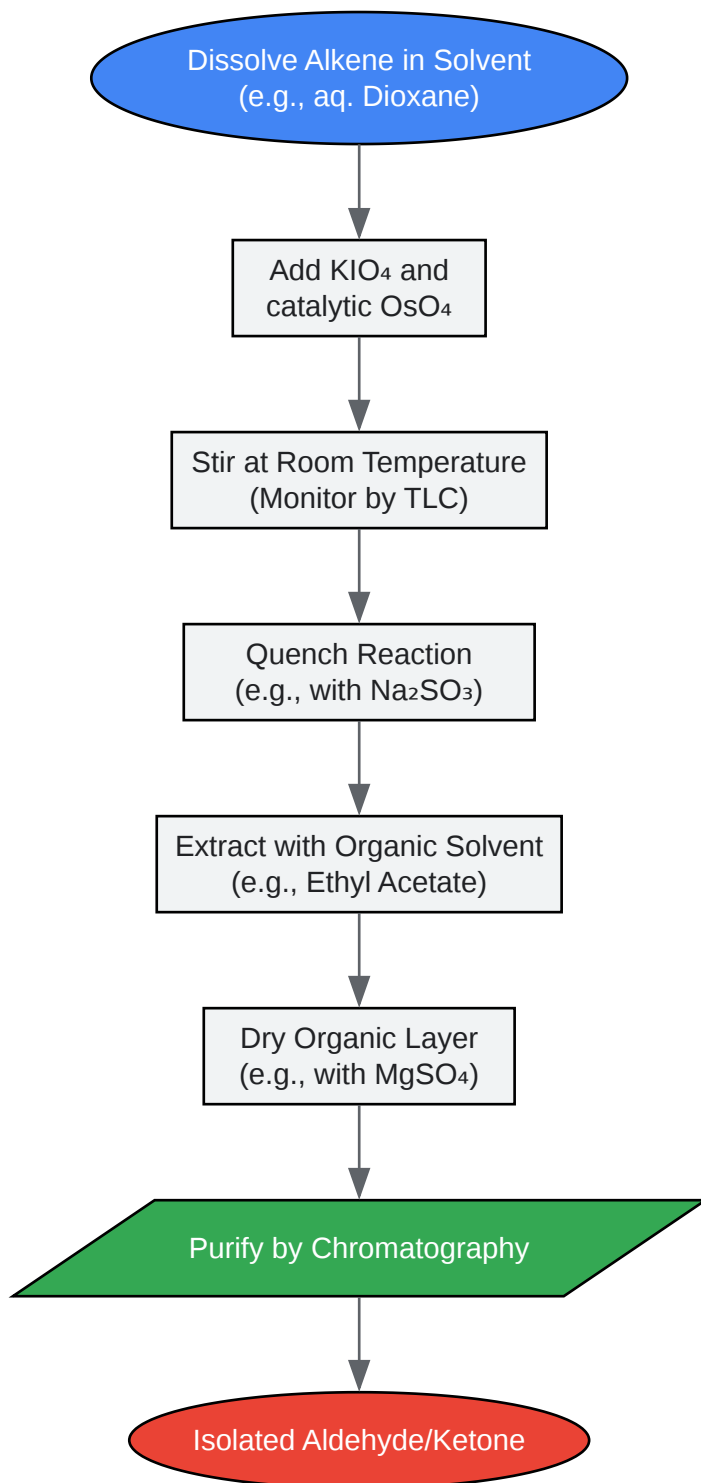 Dissolve Alkene in Solvent
(e.g., aq. Dioxane)
Add KIO₄ and
catalytic OsO₄
Stir at Room Temperature
(Monitor by TLC)
Quench Reaction
(e.g., with Na₂SO₃)
Extract with Organic Solvent
(e.g., Ethyl Acetate)
Dry Organic Layer
(e.g., with MgSO₄)
Purify by Chromatography
Isolated Aldehyde/Ketone